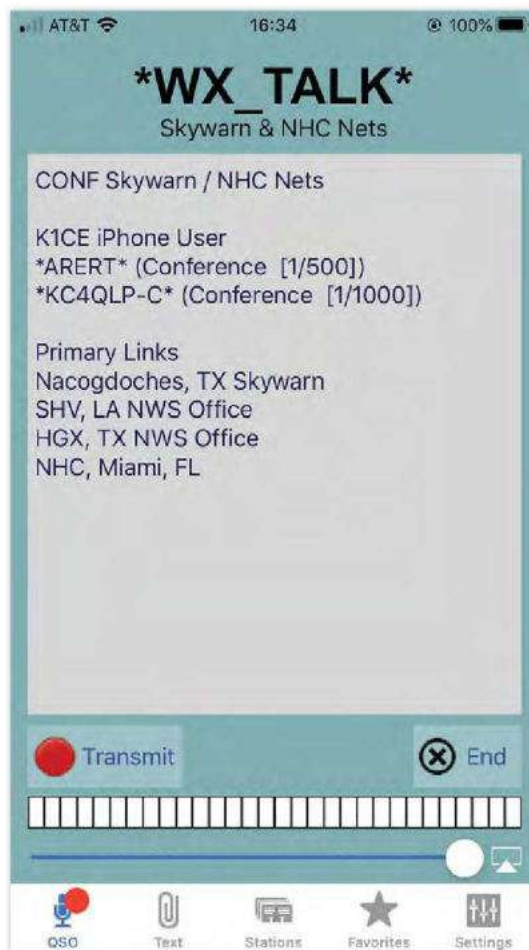 AT&T 16:34 100%
*WX_TALK*
Skywarn & NHC Nets
CONF Skywarn / NHC Nets
K1CE iPhone User
*ARERT* (Conference [1/500])
*KC4QLP-C* (Conference [1/1000])
Primary Links
Nacogdoches, TX Skywarn
SHV, LA NWS Office
HGX, TX NWS Office
NHC, Miami, FL
Transmit End
QSO Text Stations Favorites Settings